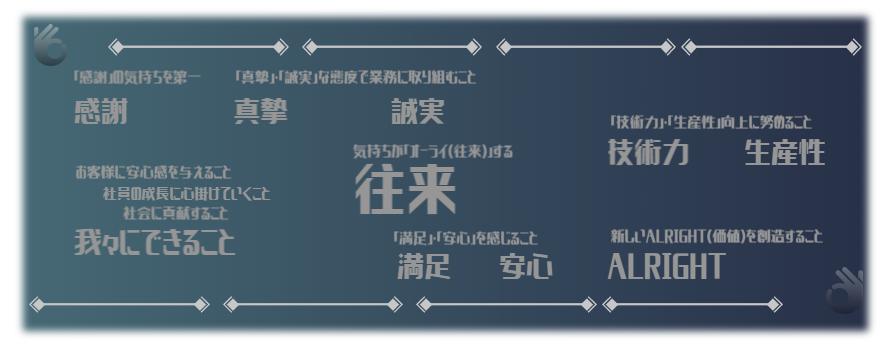 「感謝」の気持ちを第一
感謝
「真摯」・「誠実」な態度で業務に取り組むこと
真摯 誠実
「技術力」・「生産性」向上に努めること
技術力 生産性
気持ちが「オーライ(往来)」する
往来
お客様に安心感を与えること
社員の成長に心掛けていくこと
社会に貢献すること
我々にできること
「満足」・「安心」を感じること
満足 安心
新しいALRIGHT(価値)を創造すること
ALRIGHT